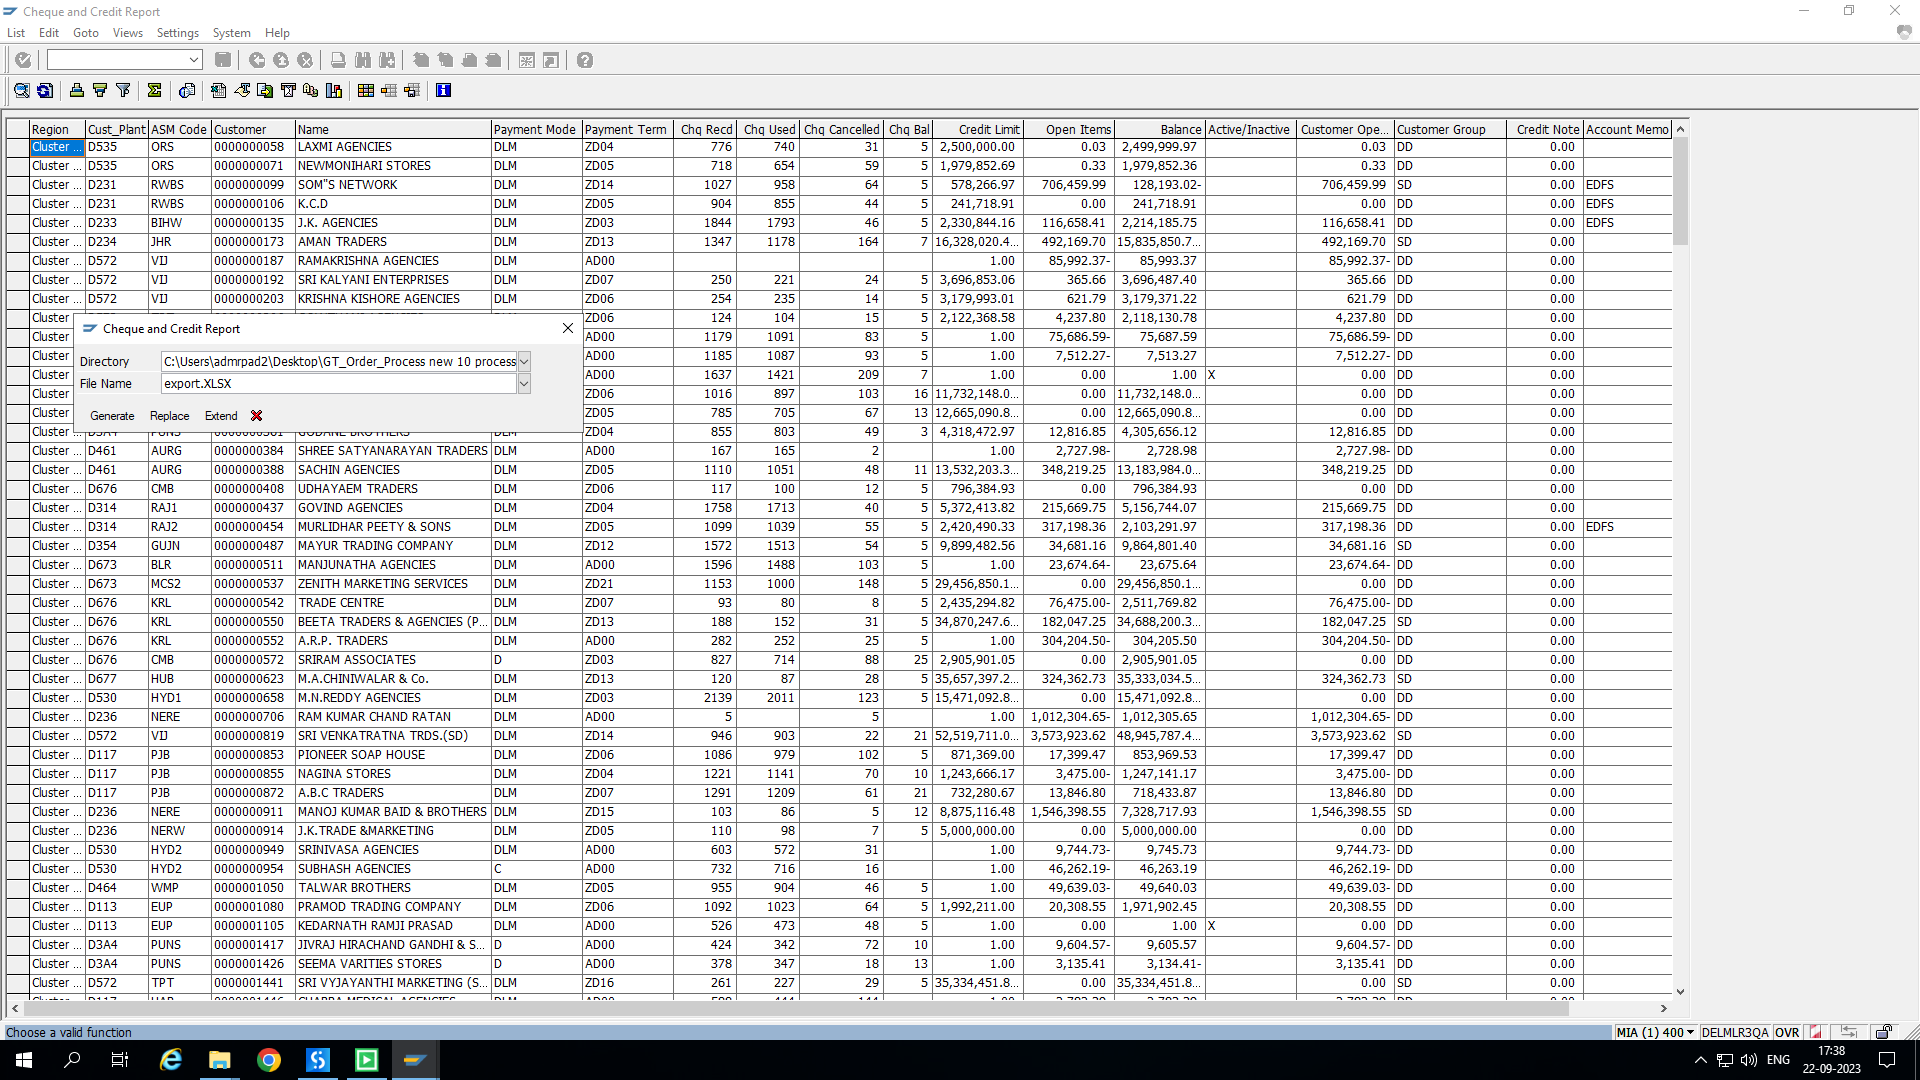 Cheque and Credit Report
List Edit Goto Views Settings System Help
Region Cust_Plant ASM Code Customer Name Payment Mode Payment Term Chq Recd Chq Used Chq Cancelled Chq Bal Credit Limit Open Items Balance Active/Inactive Customer Ope... Customer Group Credit Note Account Memo
Cluster ... D535 ORS 0000000058 LAXMI AGENCIES DLM ZD04 776 740 31 5 2,500,000.00 0.03 2,499,999.97 0.03 DD 0.00
Cluster ... D535 ORS 0000000071 NEWMONIHARI STORES DLM ZD05 718 654 59 5 1,979,852.69 0.33 1,979,852.36 0.33 DD 0.00
Cluster ... D231 RWBS 0000000099 SOM"S NETWORK DLM ZD14 1027 958 64 5 578,266.97 706,459.99 128,193.02- 706,459.99 SD 0.00 EDFS
Cluster ... D231 RWBS 0000000106 K.C.D DLM ZD05 904 855 44 5 241,718.91 0.00 241,718.91 0.00 DD 0.00 EDFS
Cluster ... D233 BIHW 0000000135 J.K. AGENCIES DLM ZD03 1844 1793 46 5 2,330,844.16 116,658.41 2,214,185.75 116,658.41 DD 0.00 EDFS
Cluster ... D234 JHR 0000000173 AMAN TRADERS DLM ZD13 1347 1178 164 7 16,328,020.4... 492,169.70 15,835,850.7... 492,169.70 SD 0.00
Cluster ... D572 VIJ 0000000187 RAMAKRISHNA AGENCIES DLM AD00 1.00 85,992.37- 85,993.37 85,992.37- DD 0.00
Cluster ... D572 VIJ 0000000192 SRI KALYANI ENTERPRISES DLM ZD07 250 221 24 5 3,696,853.06 365.66 3,696,487.40 365.66 DD 0.00
Cluster ... D572 VIJ 0000000203 KRISHNA KISHORE AGENCIES DLM ZD06 254 235 14 5 3,179,993.01 621.79 3,179,371.22 621.79 DD 0.00
Cluster ZD06 124 104 15 5 2,122,368.58 4,237.80 2,118,130.78 4,237.80 DD 0.00
Cluster AD00 1179 1091 83 5 1.00 75,686.59- 75,687.59 75,686.59- DD 0.00
Cluster AD00 1185 1087 93 5 1.00 7,512.27- 7,513.27 7,512.27- DD 0.00
Cluster AD00 1637 1421 209 7 1.00 0.00 1.00 X 0.00 DD 0.00
Cluster ZD06 1016 897 103 16 11,732,148.0... 0.00 11,732,148.0... 0.00 DD 0.00
Cluster ZD05 785 705 67 13 12,665,090.8... 0.00 12,665,090.8... 0.00 DD 0.00
Cluster ... D3A4 PUNS 0000000381 GODANE BROTHERS DLM ZD04 855 803 49 3 4,318,472.97 12,816.85 4,305,656.12 12,816.85 DD 0.00
Cheque and Credit Report
Directory C:\Users\admrpad2\Desktop\GT_Order_Process new 10 process
File Name export.XLSX
Generate Replace Extend
Cluster ... D461 AURG 0000000384 SHREE SATYANARAYAN TRADERS DLM AD00 167 165 2 1.00 2,727.98- 2,728.98 2,727.98- DD 0.00
Cluster ... D461 AURG 0000000388 SACHIN AGENCIES DLM ZD05 1110 1051 48 11 13,532,203.3... 348,219.25 13,183,984.0... 348,219.25 DD 0.00
Cluster ... D676 CMB 0000000408 UDHAYAEM TRADERS DLM ZD06 117 100 12 5 796,384.93 0.00 796,384.93 0.00 DD 0.00
Cluster ... D314 RAJ1 0000000437 GOVIND AGENCIES DLM ZD04 1758 1713 40 5 5,372,413.82 215,669.75 5,156,744.07 215,669.75 DD 0.00
Cluster ... D314 RAJ2 0000000454 MURLIDHAR PEETY & SONS DLM ZD05 1099 1039 55 5 2,420,490.33 317,198.36 2,103,291.97 317,198.36 DD 0.00 EDFS
Cluster ... D354 GUJN 0000000487 MAYUR TRADING COMPANY DLM ZD12 1572 1513 54 5 9,899,482.56 34,681.16 9,864,801.40 34,681.16 SD 0.00
Cluster ... D673 BLR 0000000511 MANJUNATHA AGENCIES DLM AD00 1596 1488 103 5 1.00 23,674.64- 23,675.64 23,674.64- DD 0.00
Cluster ... D673 MCS2 0000000537 ZENITH MARKETING SERVICES DLM ZD21 1153 1000 148 5 29,456,850.1... 0.00 29,456,850.1... 0.00 DD 0.00
Cluster ... D676 KRL 0000000542 TRADE CENTRE DLM ZD07 93 80 8 5 2,435,294.82 76,475.00- 2,511,769.82 76,475.00- DD 0.00
Cluster ... D676 KRL 0000000550 BEETA TRADERS & AGENCIES (P... DLM ZD13 188 152 31 5 34,870,247.6... 182,047.25 34,688,200.3... 182,047.25 SD 0.00
Cluster ... D676 KRL 0000000552 A.R.P. TRADERS DLM AD00 282 252 25 5 1.00 304,204.50- 304,205.50 304,204.50- DD 0.00
Cluster ... D676 CMB 0000000572 SRIRAM ASSOCIATES D ZD03 827 714 88 25 2,905,901.05 0.00 2,905,901.05 0.00 DD 0.00
Cluster ... D677 HUB 0000000623 M.A.CHINIWALAR & Co. DLM ZD13 120 87 28 5 35,657,397.2... 324,362.73 35,333,034.5... 324,362.73 SD 0.00
Cluster ... D530 HYD1 0000000658 M.N.REDDY AGENCIES DLM ZD03 2139 2011 123 5 15,471,092.8... 0.00 15,471,092.8... 0.00 DD 0.00
Cluster ... D236 NERE 0000000706 RAM KUMAR CHAND RATAN DLM AD00 5 5 1.00 1,012,304.65- 1,012,305.65 1,012,304.65- DD 0.00
Cluster ... D572 VIJ 0000000819 SRI VENKATRATNA TRDS.(SD) DLM ZD14 946 903 22 21 52,519,711.0... 3,573,923.62 48,945,787.4... 3,573,923.62 SD 0.00
Cluster ... D117 PJB 0000000853 PIONEER SOAP HOUSE DLM ZD06 1086 979 102 5 871,369.00 17,399.47 853,969.53 17,399.47 DD 0.00
Cluster ... D117 PJB 0000000855 NAGINA STORES DLM ZD04 1221 1141 70 10 1,243,666.17 3,475.00- 1,247,141.17 3,475.00- DD 0.00
Cluster ... D117 PJB 0000000872 A.B.C TRADERS DLM ZD07 1291 1209 61 21 732,280.67 13,846.80 718,433.87 13,846.80 DD 0.00
Cluster ... D236 NERE 0000000911 MANOJ KUMAR BAID & BROTHERS DLM ZD15 103 86 5 12 8,875,116.48 1,546,398.55 7,328,717.93 1,546,398.55 SD 0.00
Cluster ... D236 NERW 0000000914 J.K.TRADE &MARKETING DLM ZD05 110 98 7 5 5,000,000.00 0.00 5,000,000.00 0.00 DD 0.00
Cluster ... D530 HYD2 0000000949 SRINIVASA AGENCIES DLM AD00 603 572 31 1.00 9,744.73- 9,745.73 9,744.73- DD 0.00
Cluster ... D530 HYD2 0000000954 SUBHASH AGENCIES C AD00 732 716 16 1.00 46,262.19- 46,263.19 46,262.19- DD 0.00
Cluster ... D464 WMP 0000001050 TALWAR BROTHERS DLM ZD05 955 904 46 5 1.00 49,639.03- 49,640.03 49,639.03- DD 0.00
Cluster ... D113 EUP 0000001080 PRAMOD TRADING COMPANY DLM ZD06 1092 1023 64 5 1,992,211.00 20,308.55 1,971,902.45 20,308.55 DD 0.00
Cluster ... D113 EUP 0000001105 KEDARNATH RAMJI PRASAD DLM AD00 526 473 48 5 1.00 0.00 1.00 X 0.00 DD 0.00
Cluster ... D3A4 PUNS 0000001417 JIVRAJ HIRACHAND GANDHI & S... D AD00 424 342 72 10 1.00 9,604.57- 9,605.57 9,604.57- DD 0.00
Cluster ... D3A4 PUNS 0000001426 SEEMA VARITIES STORES D AD00 378 347 18 13 1.00 3,135.41 3,134.41- 3,135.41 DD 0.00
Cluster ... D572 TPT 0000001441 SRI VYJAYANTHI MARKETING (S... DLM ZD16 261 227 29 5 35,334,451.8... 0.00 35,334,451.8... 0.00 SD 0.00
Choose a valid function MIA (1) 400 DELMLR3QA OVR
ENG 17:38
22-09-2023